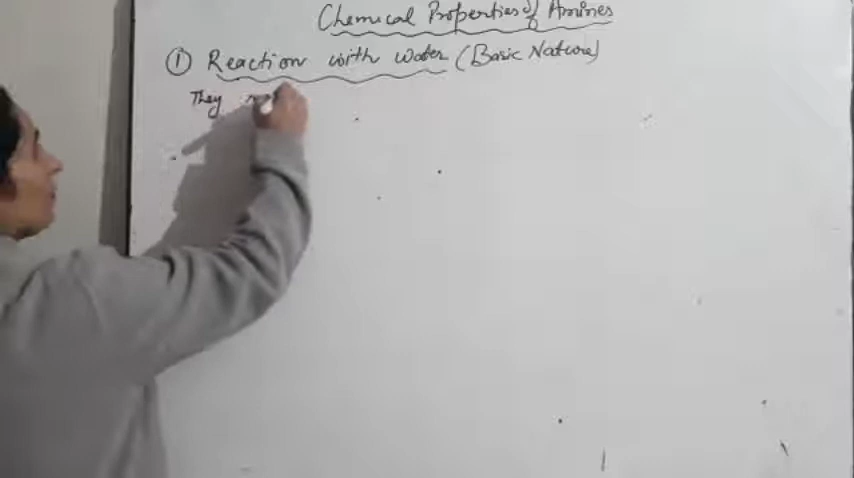 Chemical Properties of Amines
① Reaction with water (Basic Nature)
They